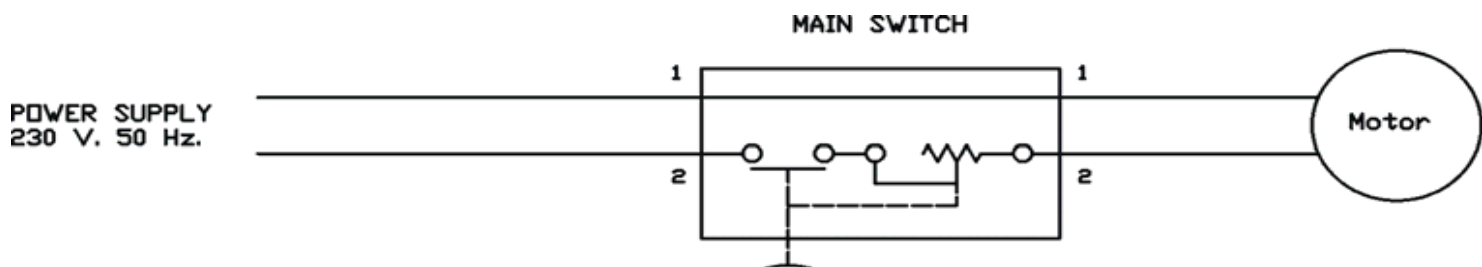 MAIN SWITCH
1 1
POWER SUPPLY
230 V. 50 Hz.
Motor
2 2